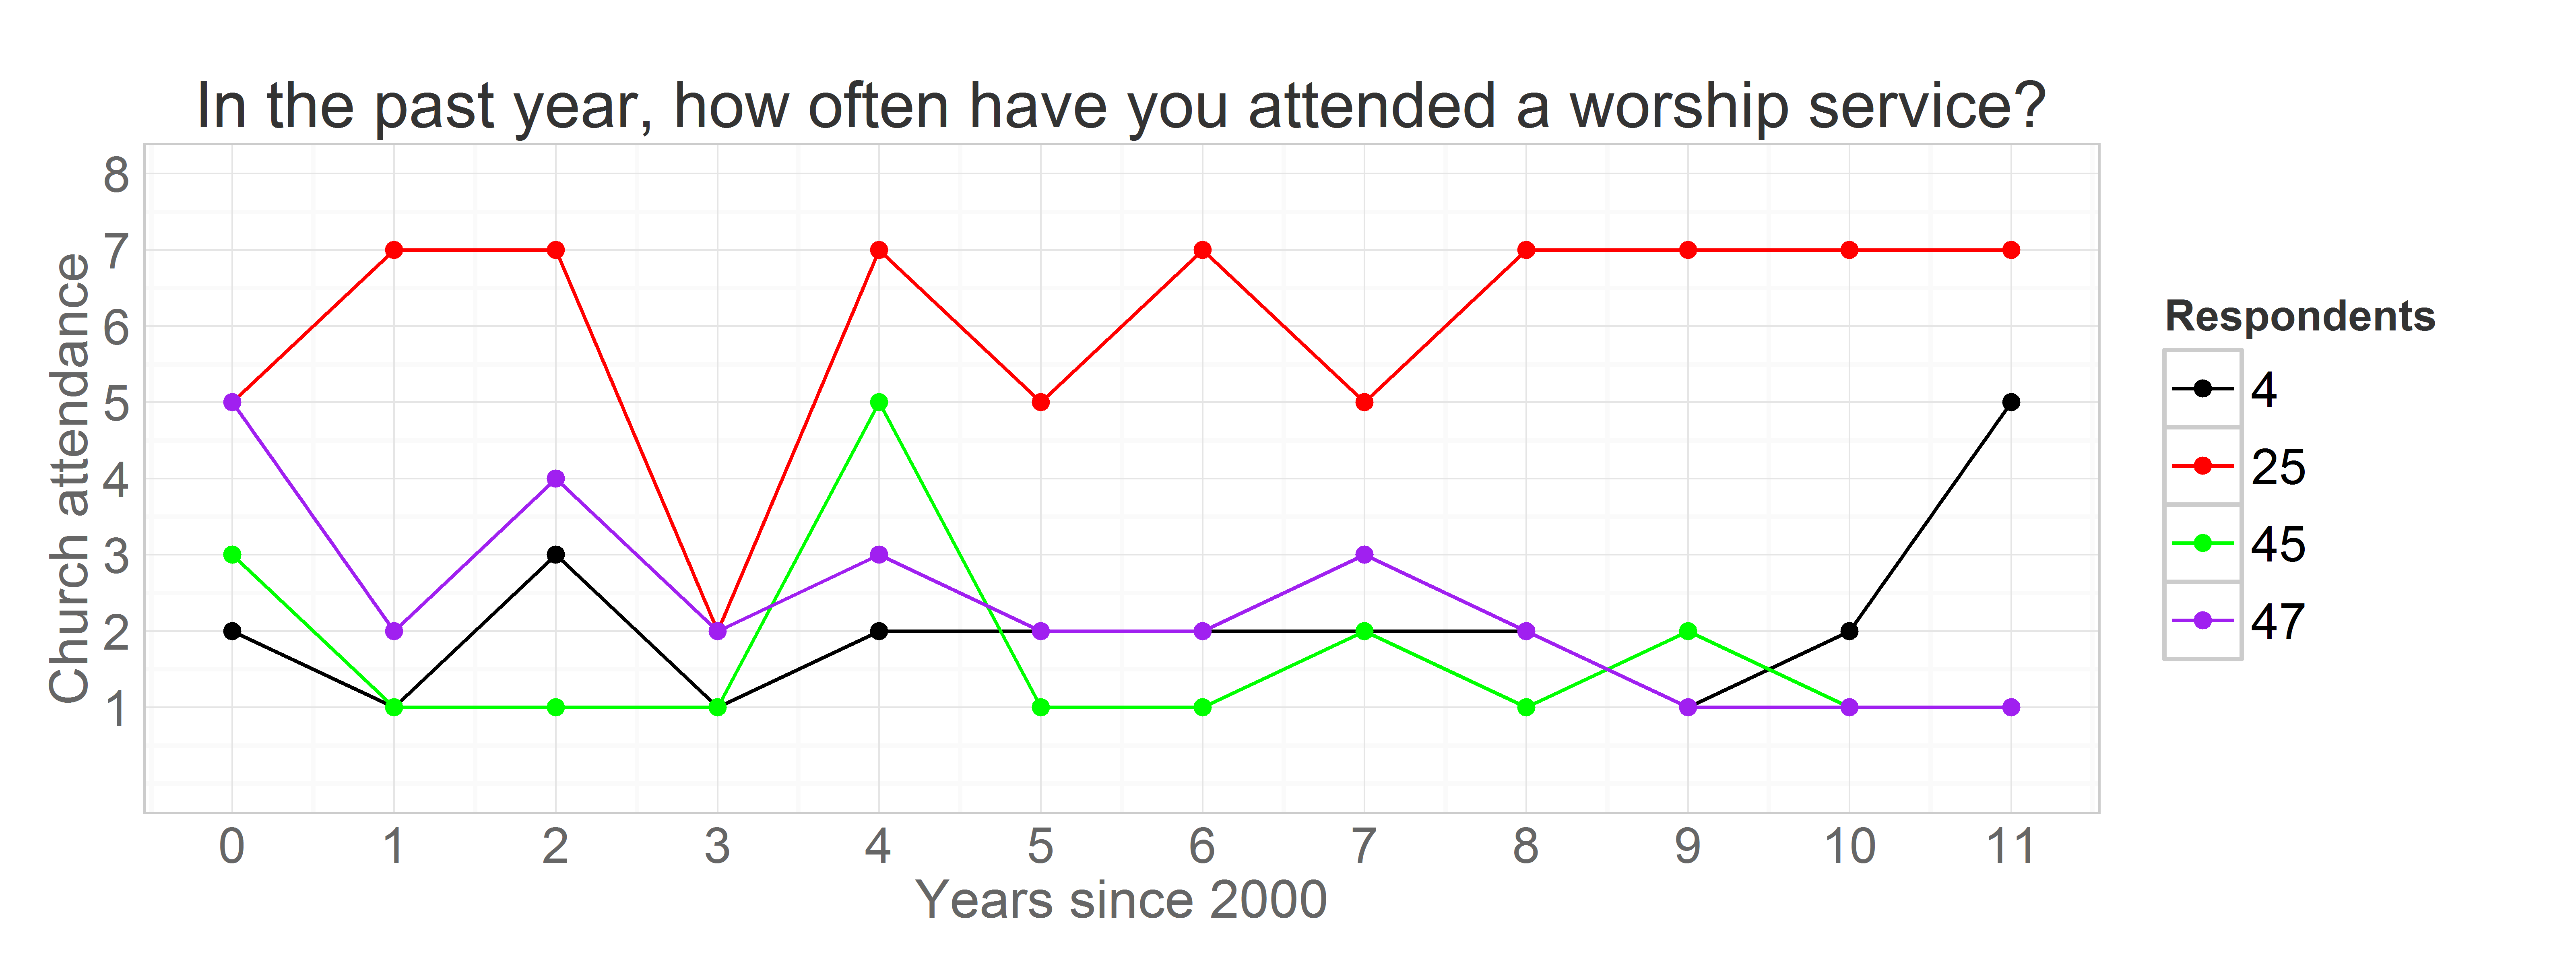 In the past year, how often have you attended a worship service?
Church attendance
8
7
6
5
4
3
2
1
0 1 2 3 4 5 6 7 8 9 10 11
Years since 2000
Respondents
4
25
45
47